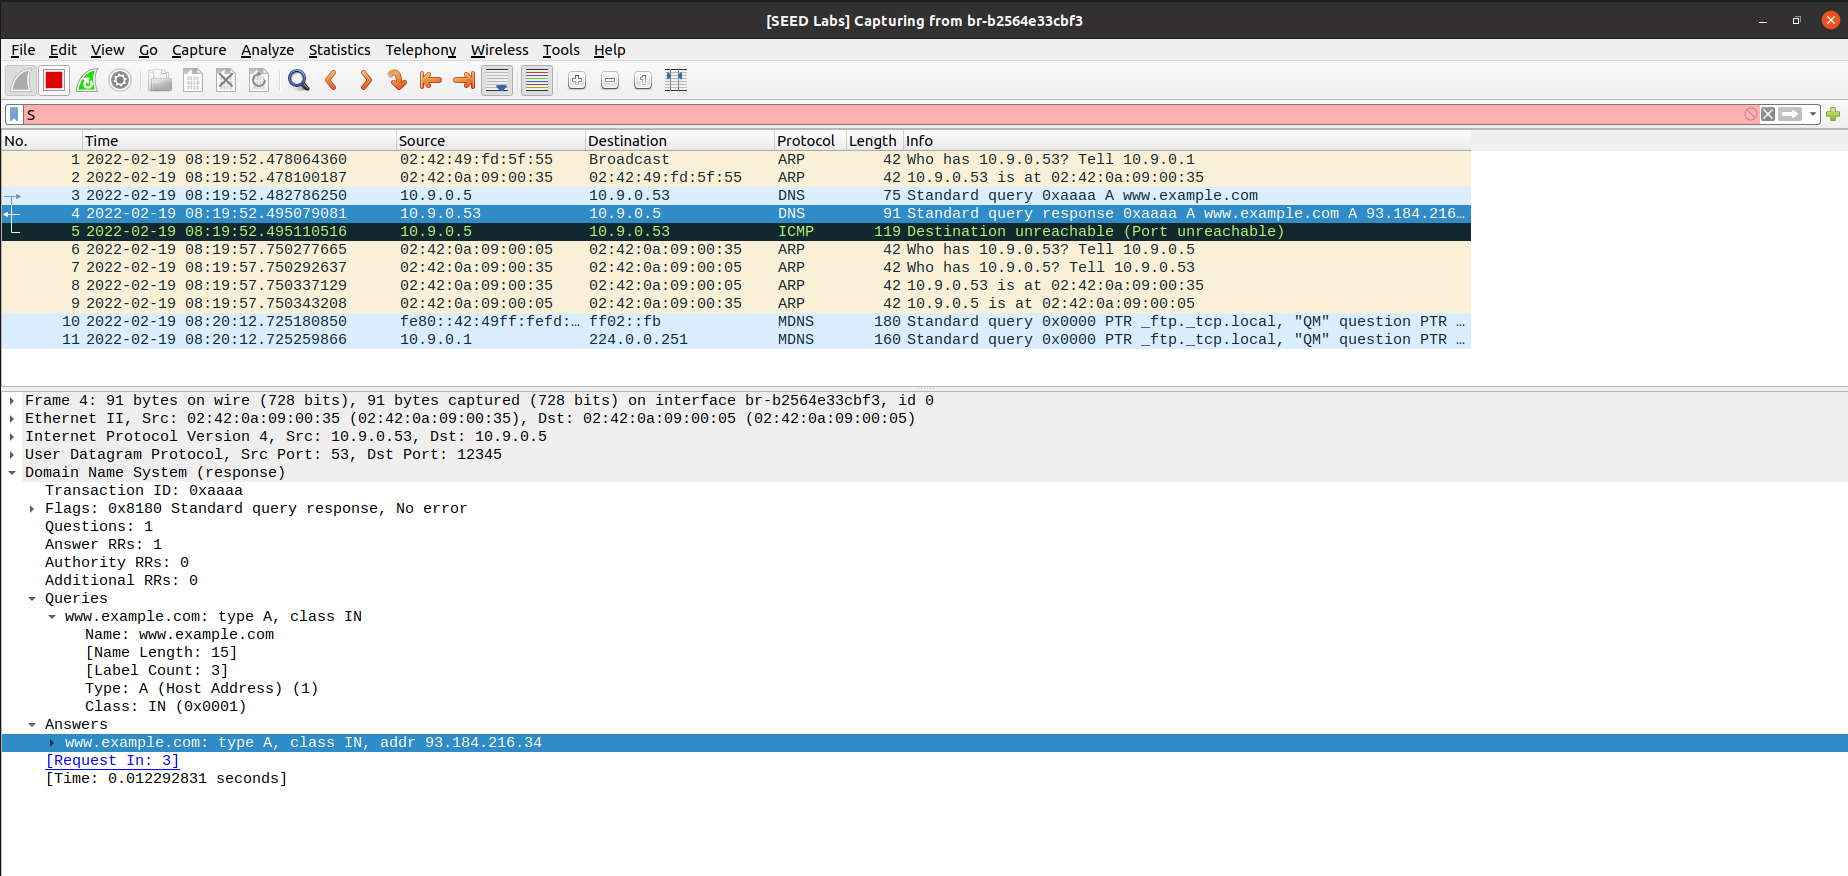 [SEED Labs] Capturing from br-b2564e33cbf3
File Edit View Go Capture Analyze Statistics Telephony Wireless Tools Help
S
No. Time Source Destination Protocol Length Info
1 2022-02-19 08:19:52.478064360 02:42:49:fd:5f:55 Broadcast ARP 42 Who has 10.9.0.53? Tell 10.9.0.1
2 2022-02-19 08:19:52.478100187 02:42:0a:09:00:35 02:42:49:fd:5f:55 ARP 42 10.9.0.53 is at 02:42:0a:09:00:35
3 2022-02-19 08:19:52.482786250 10.9.0.5 10.9.0.53 DNS 75 Standard query 0xaaaa A www.example.com
4 2022-02-19 08:19:52.495079081 10.9.0.53 10.9.0.5 DNS 91 Standard query response 0xaaaa A www.example.com A 93.184.216…
5 2022-02-19 08:19:52.495110516 10.9.0.5 10.9.0.53 ICMP 119 Destination unreachable (Port unreachable)
6 2022-02-19 08:19:57.750277665 02:42:0a:09:00:05 02:42:0a:09:00:35 ARP 42 Who has 10.9.0.53? Tell 10.9.0.5
7 2022-02-19 08:19:57.750292637 02:42:0a:09:00:35 02:42:0a:09:00:05 ARP 42 Who has 10.9.0.5? Tell 10.9.0.53
8 2022-02-19 08:19:57.750337129 02:42:0a:09:00:35 02:42:0a:09:00:05 ARP 42 10.9.0.53 is at 02:42:0a:09:00:35
9 2022-02-19 08:19:57.750343208 02:42:0a:09:00:05 02:42:0a:09:00:35 ARP 42 10.9.0.5 is at 02:42:0a:09:00:05
10 2022-02-19 08:20:12.725180850 fe80::42:49ff:fefd:… ff02::fb MDNS 180 Standard query 0x0000 PTR _ftp._tcp.local, "QM" question PTR …
11 2022-02-19 08:20:12.725259866 10.9.0.1 224.0.0.251 MDNS 160 Standard query 0x0000 PTR _ftp._tcp.local, "QM" question PTR …
Frame 4: 91 bytes on wire (728 bits), 91 bytes captured (728 bits) on interface br-b2564e33cbf3, id 0
Ethernet II, Src: 02:42:0a:09:00:35 (02:42:0a:09:00:35), Dst: 02:42:0a:09:00:05 (02:42:0a:09:00:05)
Internet Protocol Version 4, Src: 10.9.0.53, Dst: 10.9.0.5
User Datagram Protocol, Src Port: 53, Dst Port: 12345
Domain Name System (response)
Transaction ID: 0xaaaa
Flags: 0x8180 Standard query response, No error
Questions: 1
Answer RRs: 1
Authority RRs: 0
Additional RRs: 0
Queries
www.example.com: type A, class IN
Name: www.example.com
[Name Length: 15]
[Label Count: 3]
Type: A (Host Address) (1)
Class: IN (0x0001)
Answers
www.example.com: type A, class IN, addr 93.184.216.34
[Request In: 3]
[Time: 0.012292831 seconds]